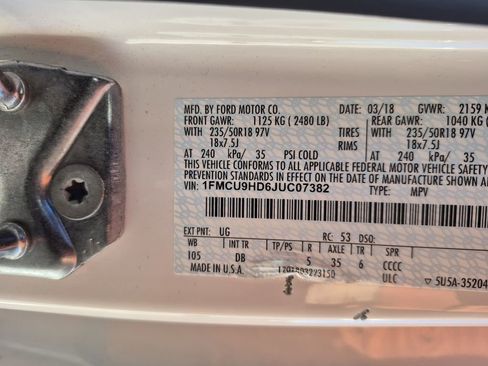 MFD. BY FORD MOTOR CO.
DATE: 03/18 GVWR: 2159 K
FRONT GAWR: 1125 KG ( 2480 LB) REAR GAWR: 1040 KG (
WITH 235/50R18 97V TIRES WITH 235/50R18 97V
18x7.5J RIMS 18x7.5J
AT 240 kPa/ 35 PSI COLD AT 240 kPa/ 35
THIS VEHICLE CONFORMS TO ALL APPLICABLE FEDERAL MOTOR VEHICLE SAFE
PREVENTION STANDARDS IN EFFECT ON THE DATE OF MANUFACTURE SHOWN
VIN: 1FMCU9HD6JUC07382 TYPE: MPV
EXT PNT: UG RC: 53 DSO:
WB INT TR TP/PS R AXLE TR SPR
105 DB 5 35 6 CCCC
MADE IN U.S.A. ULC
▽5U5A-35204